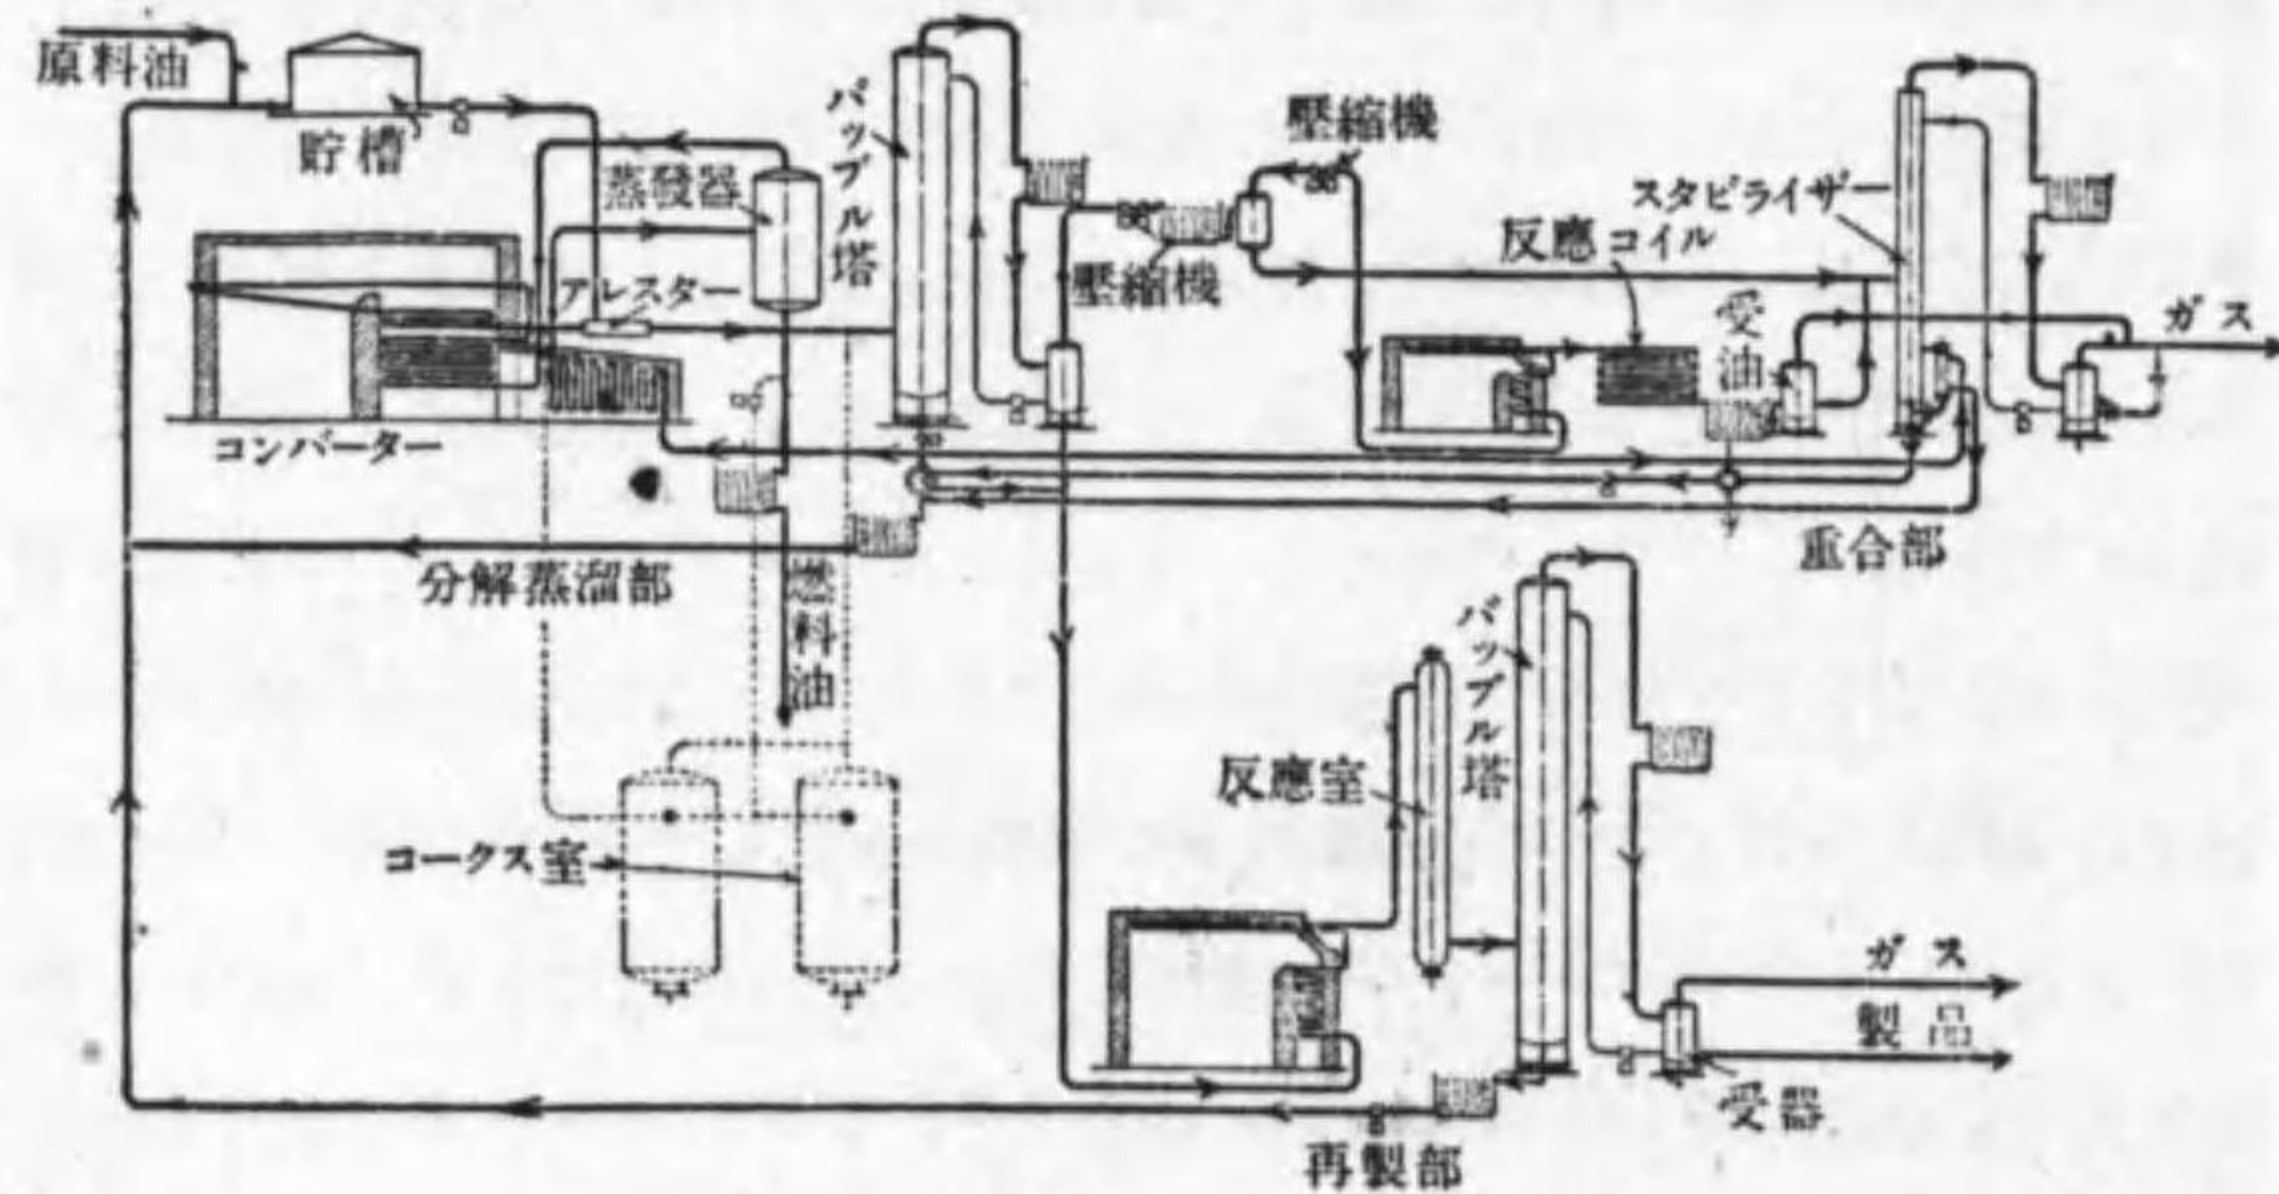 原料油
貯槽
蒸發器
アレスター
コンバーター
バッブル塔
壓縮機
壓縮機
スタビライザー
反應コイル
受油
ガス
重合部
分解蒸溜部
燃料油
コークス室
反應室
バッブル塔
ガス
製品
受器
再製部